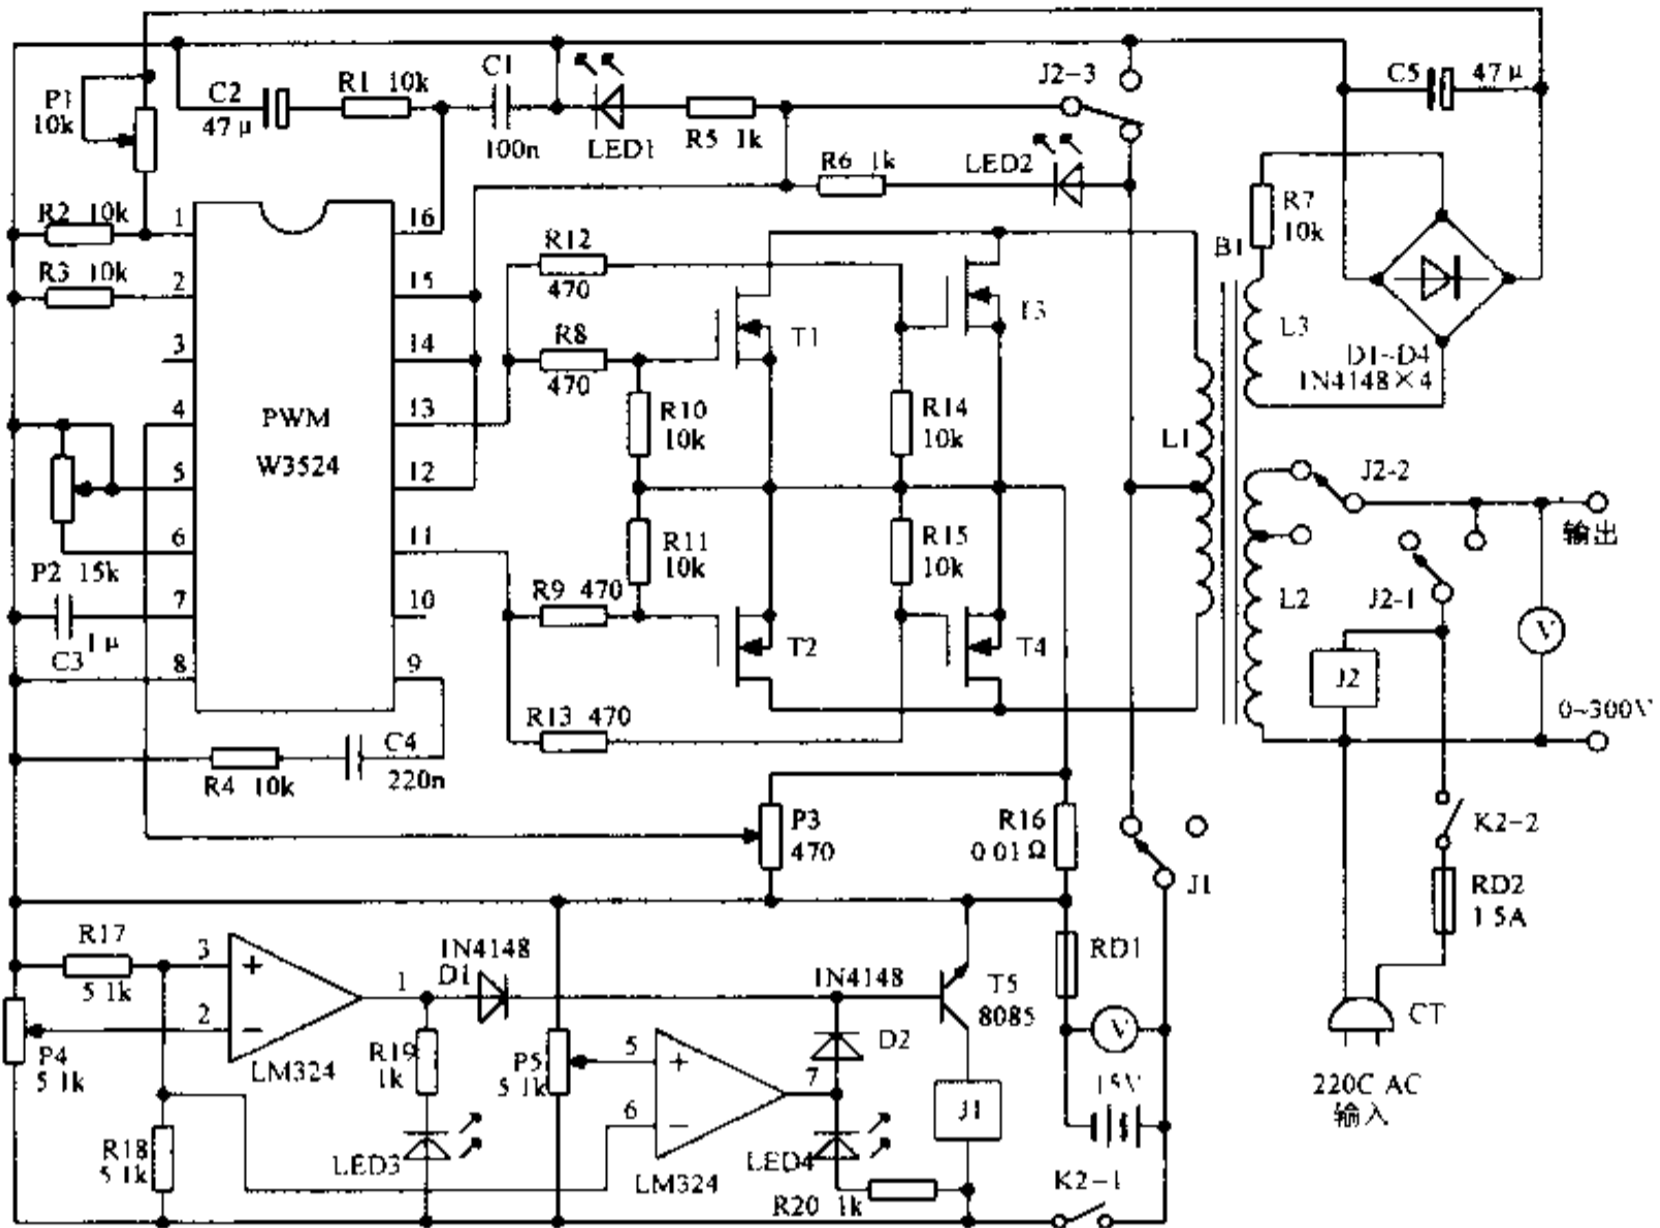 P1
10k
C2
47μ
R1 10k
C1
100n
LED1
R5 1k
J2-3
C5
47μ
R6 1k
LED2
R7
10k
B1
R2 10k
R3 10k
1
2
3
4
5
6
7
8
16
15
14
13
12
11
10
9
PWM
W3524
P2 15k
1μ
C3
R4 10k
C4
220n
R12
470
R8
470
R10
10k
R11
10k
R9 470
R13 470
T1
T2
T3
T4
R14
10k
R15
10k
L1
L3
D1~D4
1N4148×4
L2
J2-2
J2-1
输出
V
J2
0~300V
K2-2
RD2
1 5A
CT
220C AC
输入
P3
470
R16
0 01Ω
J1
R17
5 1k
3
2
+
−
1
LM324
P4
5 1k
R18
5 1k
1N4148
D1
R19
1k
LED3
P5
5 1k
5
6
+
−
7
LM324
1N4148
D2
LED4
R20 1k
T5
8085
J1
RD1
V
15V
K2-1